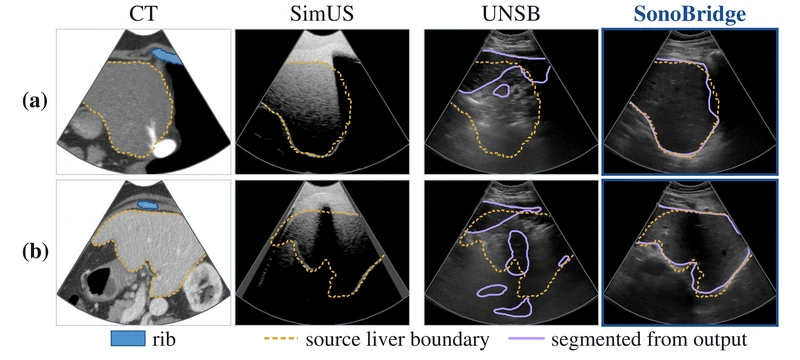 CT SimUS UNSB SonoBridge
(a)
(b)
rib source liver boundary segmented from output